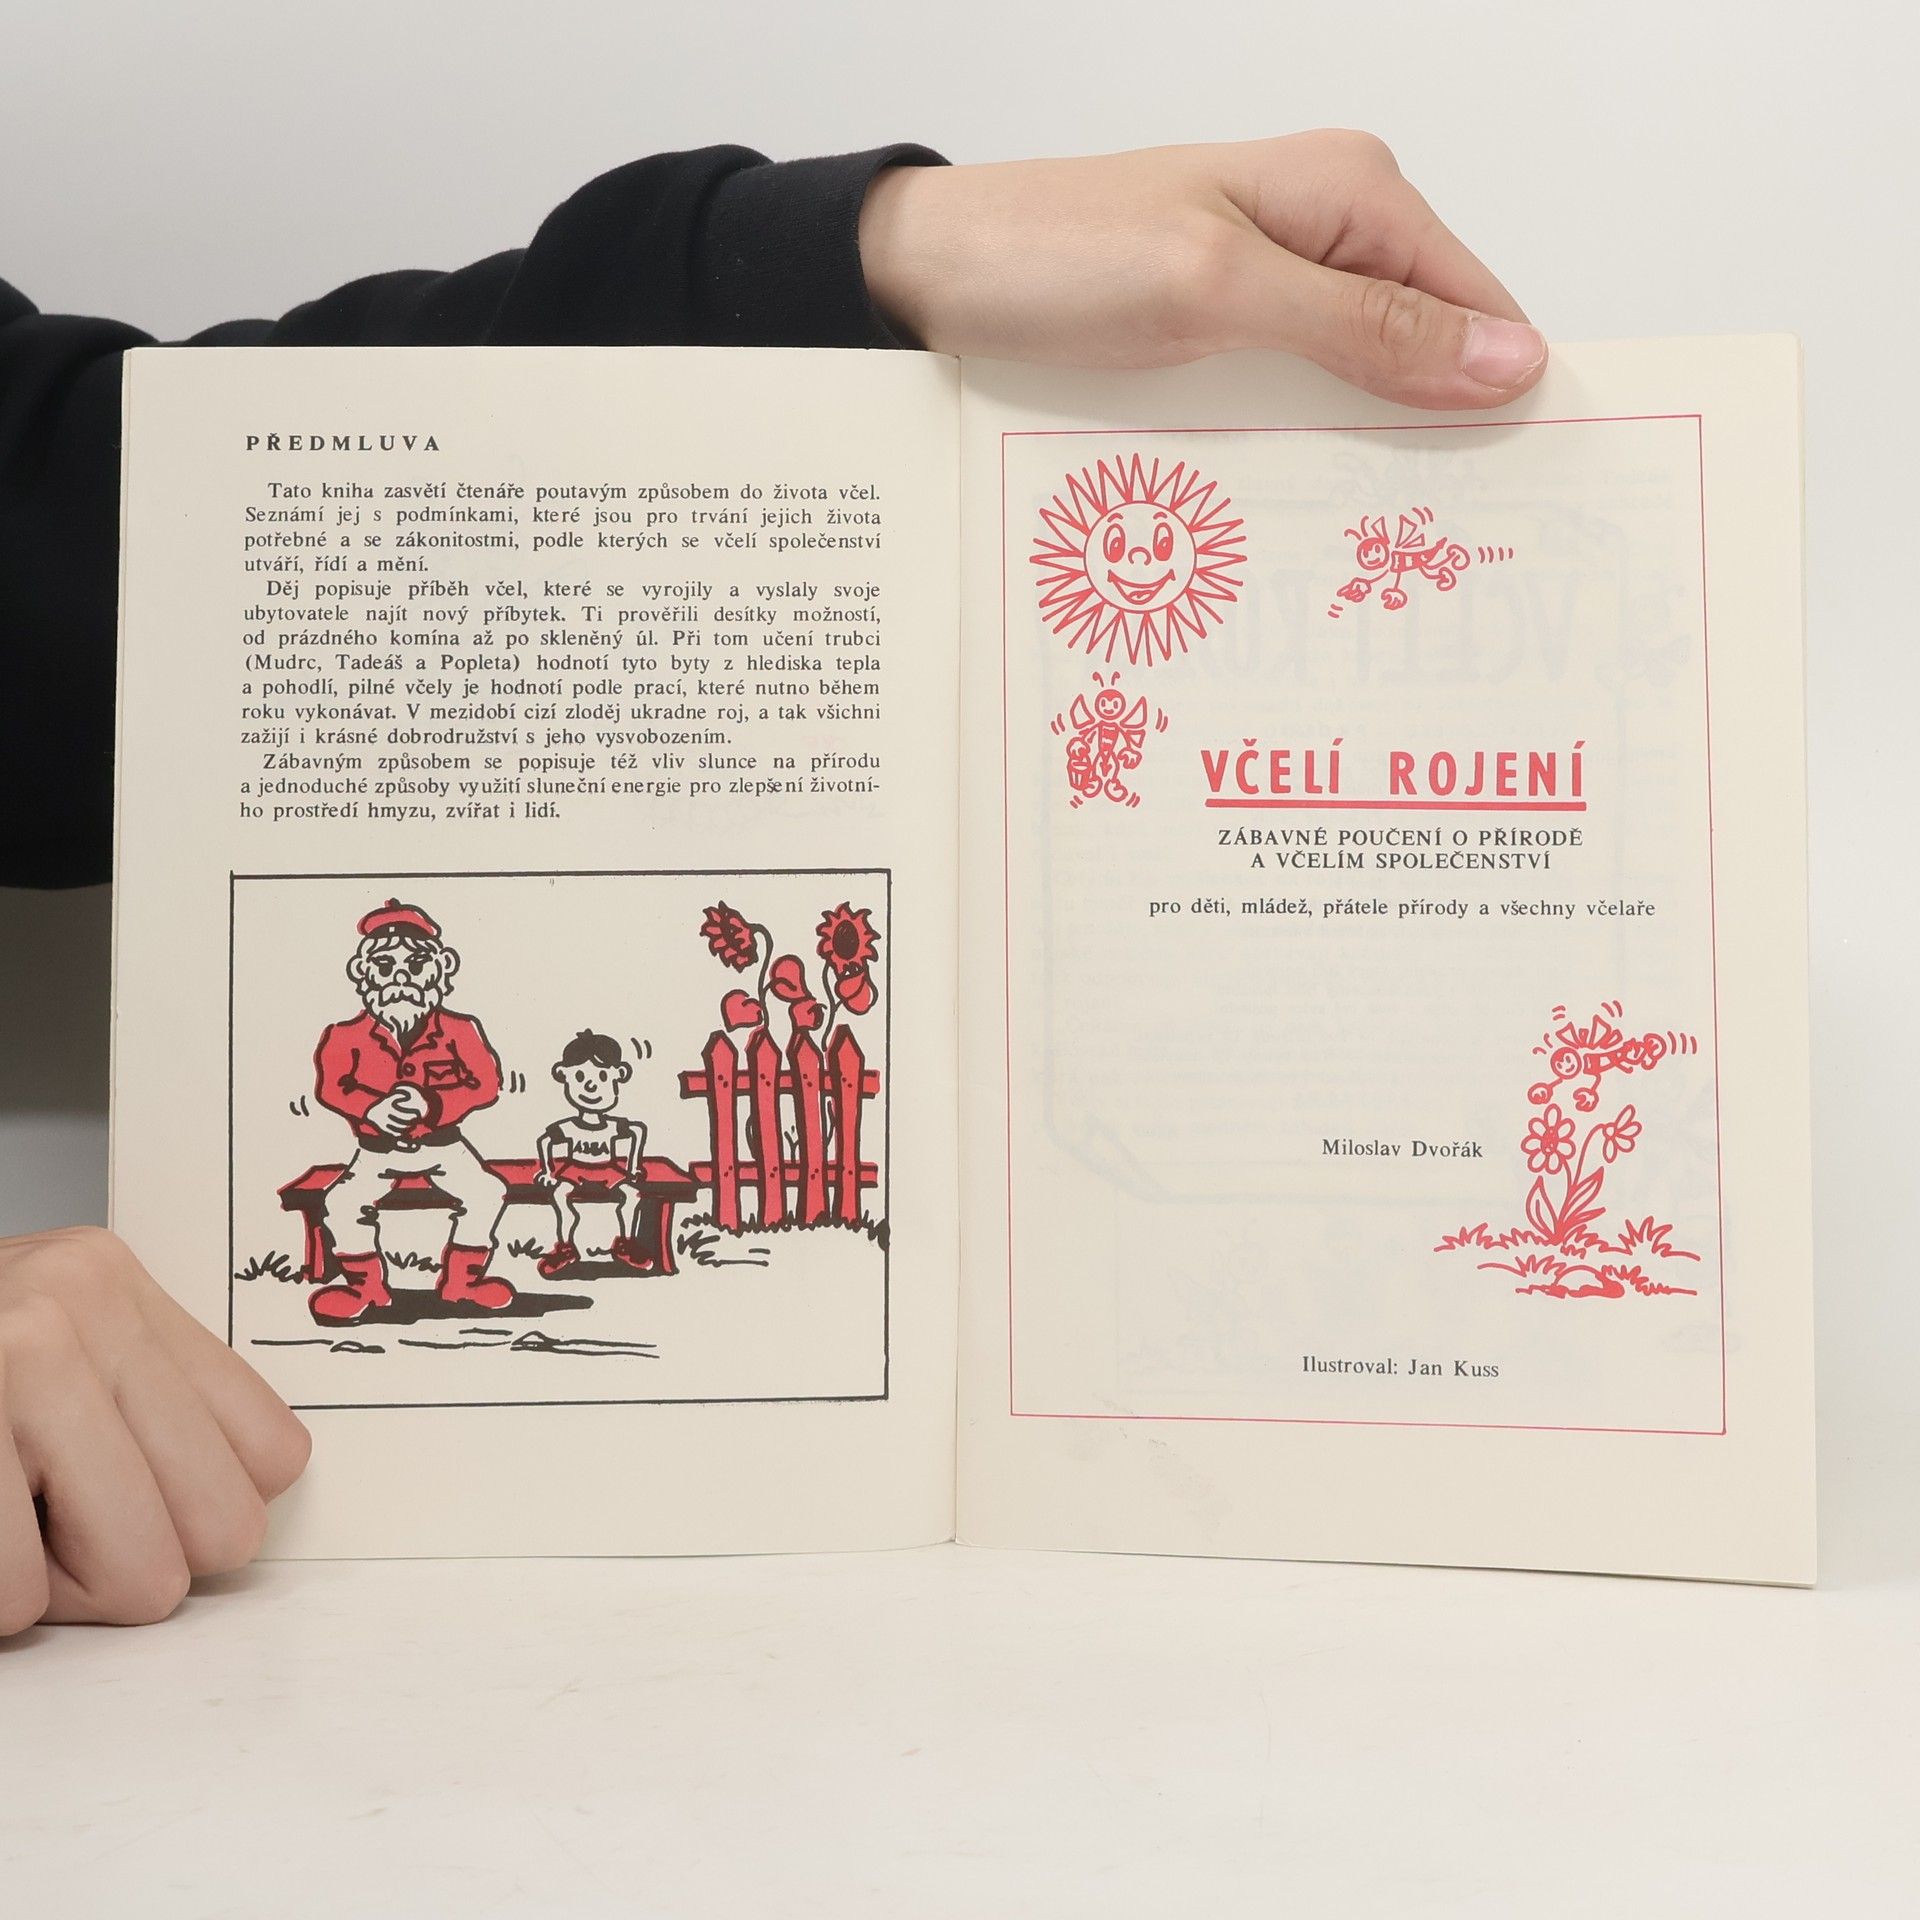 PŘEDMLUVA
Tato kniha zasvětí čtenáře poutavým způsobem do života včel.
Seznámí jej s podmínkami, které jsou pro trvání jejich života
potřebné a se zákonitostmi, podle kterých se včelí společenství
utváří, řídí a mění.
Děj popisuje příběh včel, které se vyrojily a vyslaly svoje
ubytovatele najít nový příbytek. Ti prověřili desítky možností,
od prázdného komína až po skleněný úl. Při tom učení trubci
(Mudrc, Tadeáš a Popleta) hodnotí tyto byty z hlediska tepla
a pohodlí, pilné včely je hodnotí podle prací, které nutno během
roku vykonávat. V mezidobí cizí zloděj ukradne roj, a tak všichni
zažijí i krásné dobrodružství s jeho vysvobozením.
Zábavným způsobem se popisuje též vliv slunce na přírodu
a jednoduché způsoby využití sluneční energie pro zlepšení životní-
ho prostředí hmyzu, zvířat i lidí.
VČELÍ ROJENÍ
ZÁBAVNÉ POUČENÍ O PŘÍRODĚ
A VČELÍM SPOLEČENSTVÍ
pro děti, mládež, přátele přírody a všechny včelaře
Miloslav Dvořák
Ilustroval: Jan Kuss